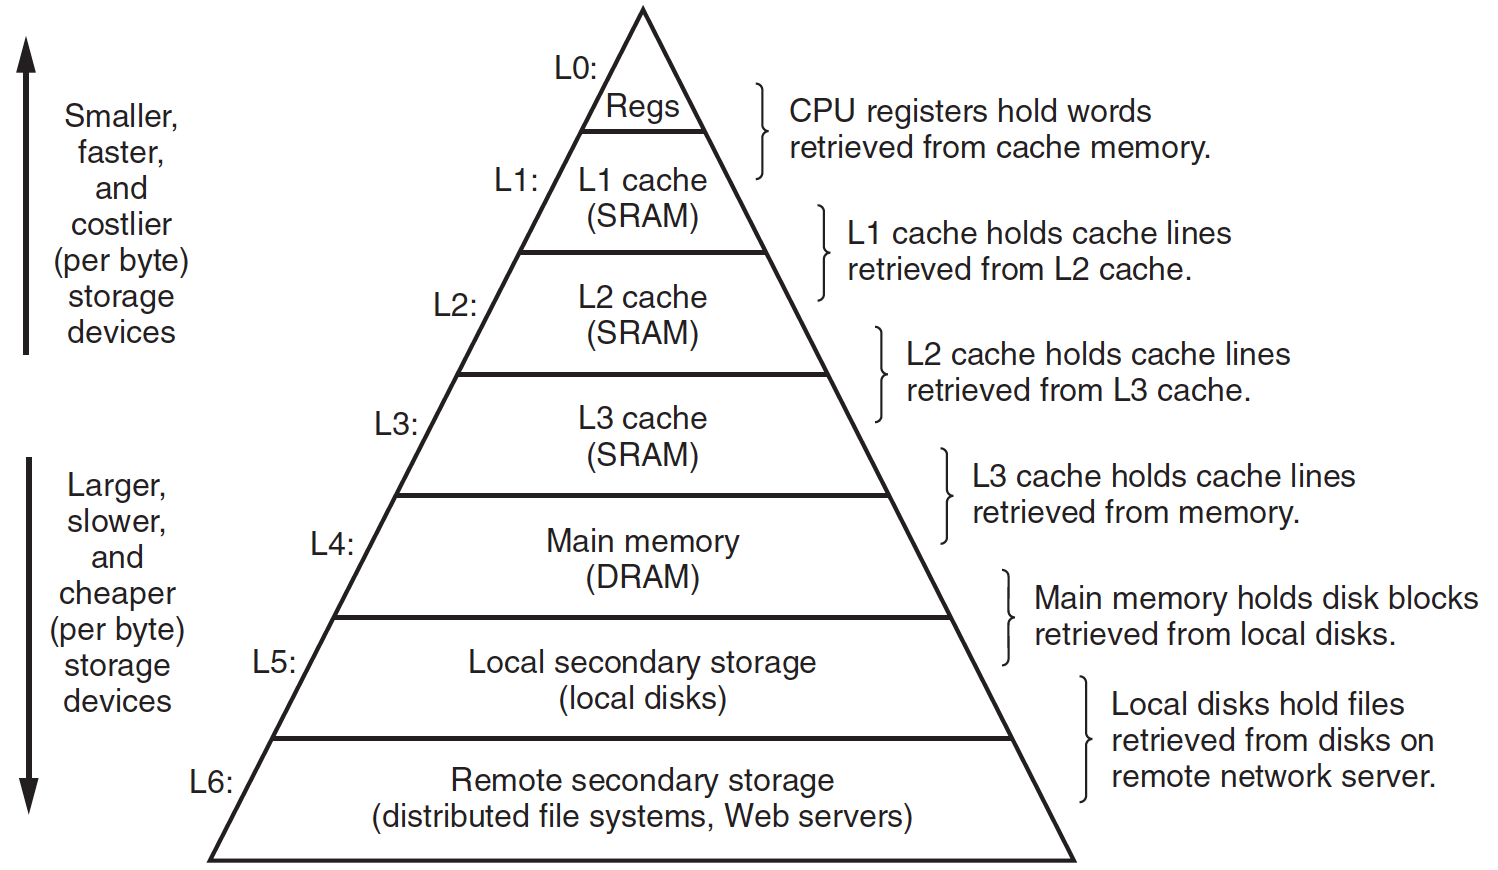 Smaller,
faster,
and
costlier
(per byte)
storage
devices
Larger,
slower,
and
cheaper
(per byte)
storage
devices
L0:
Regs
L1:
L1 cache
(SRAM)
L2:
L2 cache
(SRAM)
L3:
L3 cache
(SRAM)
L4:
Main memory
(DRAM)
L5:
Local secondary storage
(local disks)
L6:
Remote secondary storage
(distributed file systems, Web servers)
CPU registers hold words
retrieved from cache memory.
L1 cache holds cache lines
retrieved from L2 cache.
L2 cache holds cache lines
retrieved from L3 cache.
L3 cache holds cache lines
retrieved from memory.
Main memory holds disk blocks
retrieved from local disks.
Local disks hold files
retrieved from disks on
remote network server.